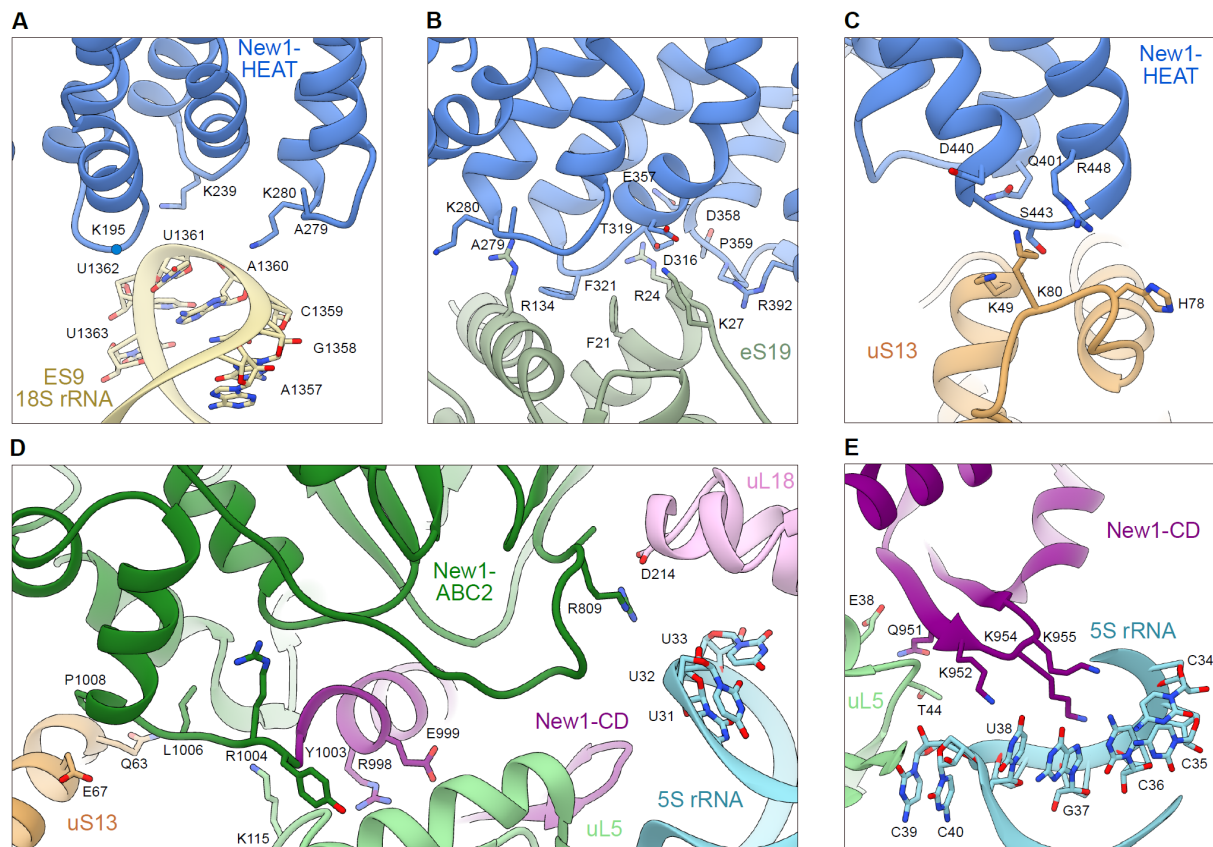 A
New1-
HEAT
K239
K280
K195
U1361
A279
U1362
A1360
C1359
U1363
G1358
ES9
18S rRNA
A1357
B
E357
K280
D358
T319
A279
P359
D316
F321
R24
R134
R392
K27
F21
eS19
C
New1-
HEAT
D440
Q401
R448
S443
K49
K80
H78
uS13
D
uL18
New1-
ABC2
D214
R809
U33
U32
P1008
New1-CD
U31
E999
L1006
Y1003
Q63
R1004
R998
E67
5S rRNA
uS13
uL5
K115
E
New1-CD
E38
Q951
K954
K955
5S rRNA
C34
K952
uL5
T44
U38
C35
C36
G37
C39
C40